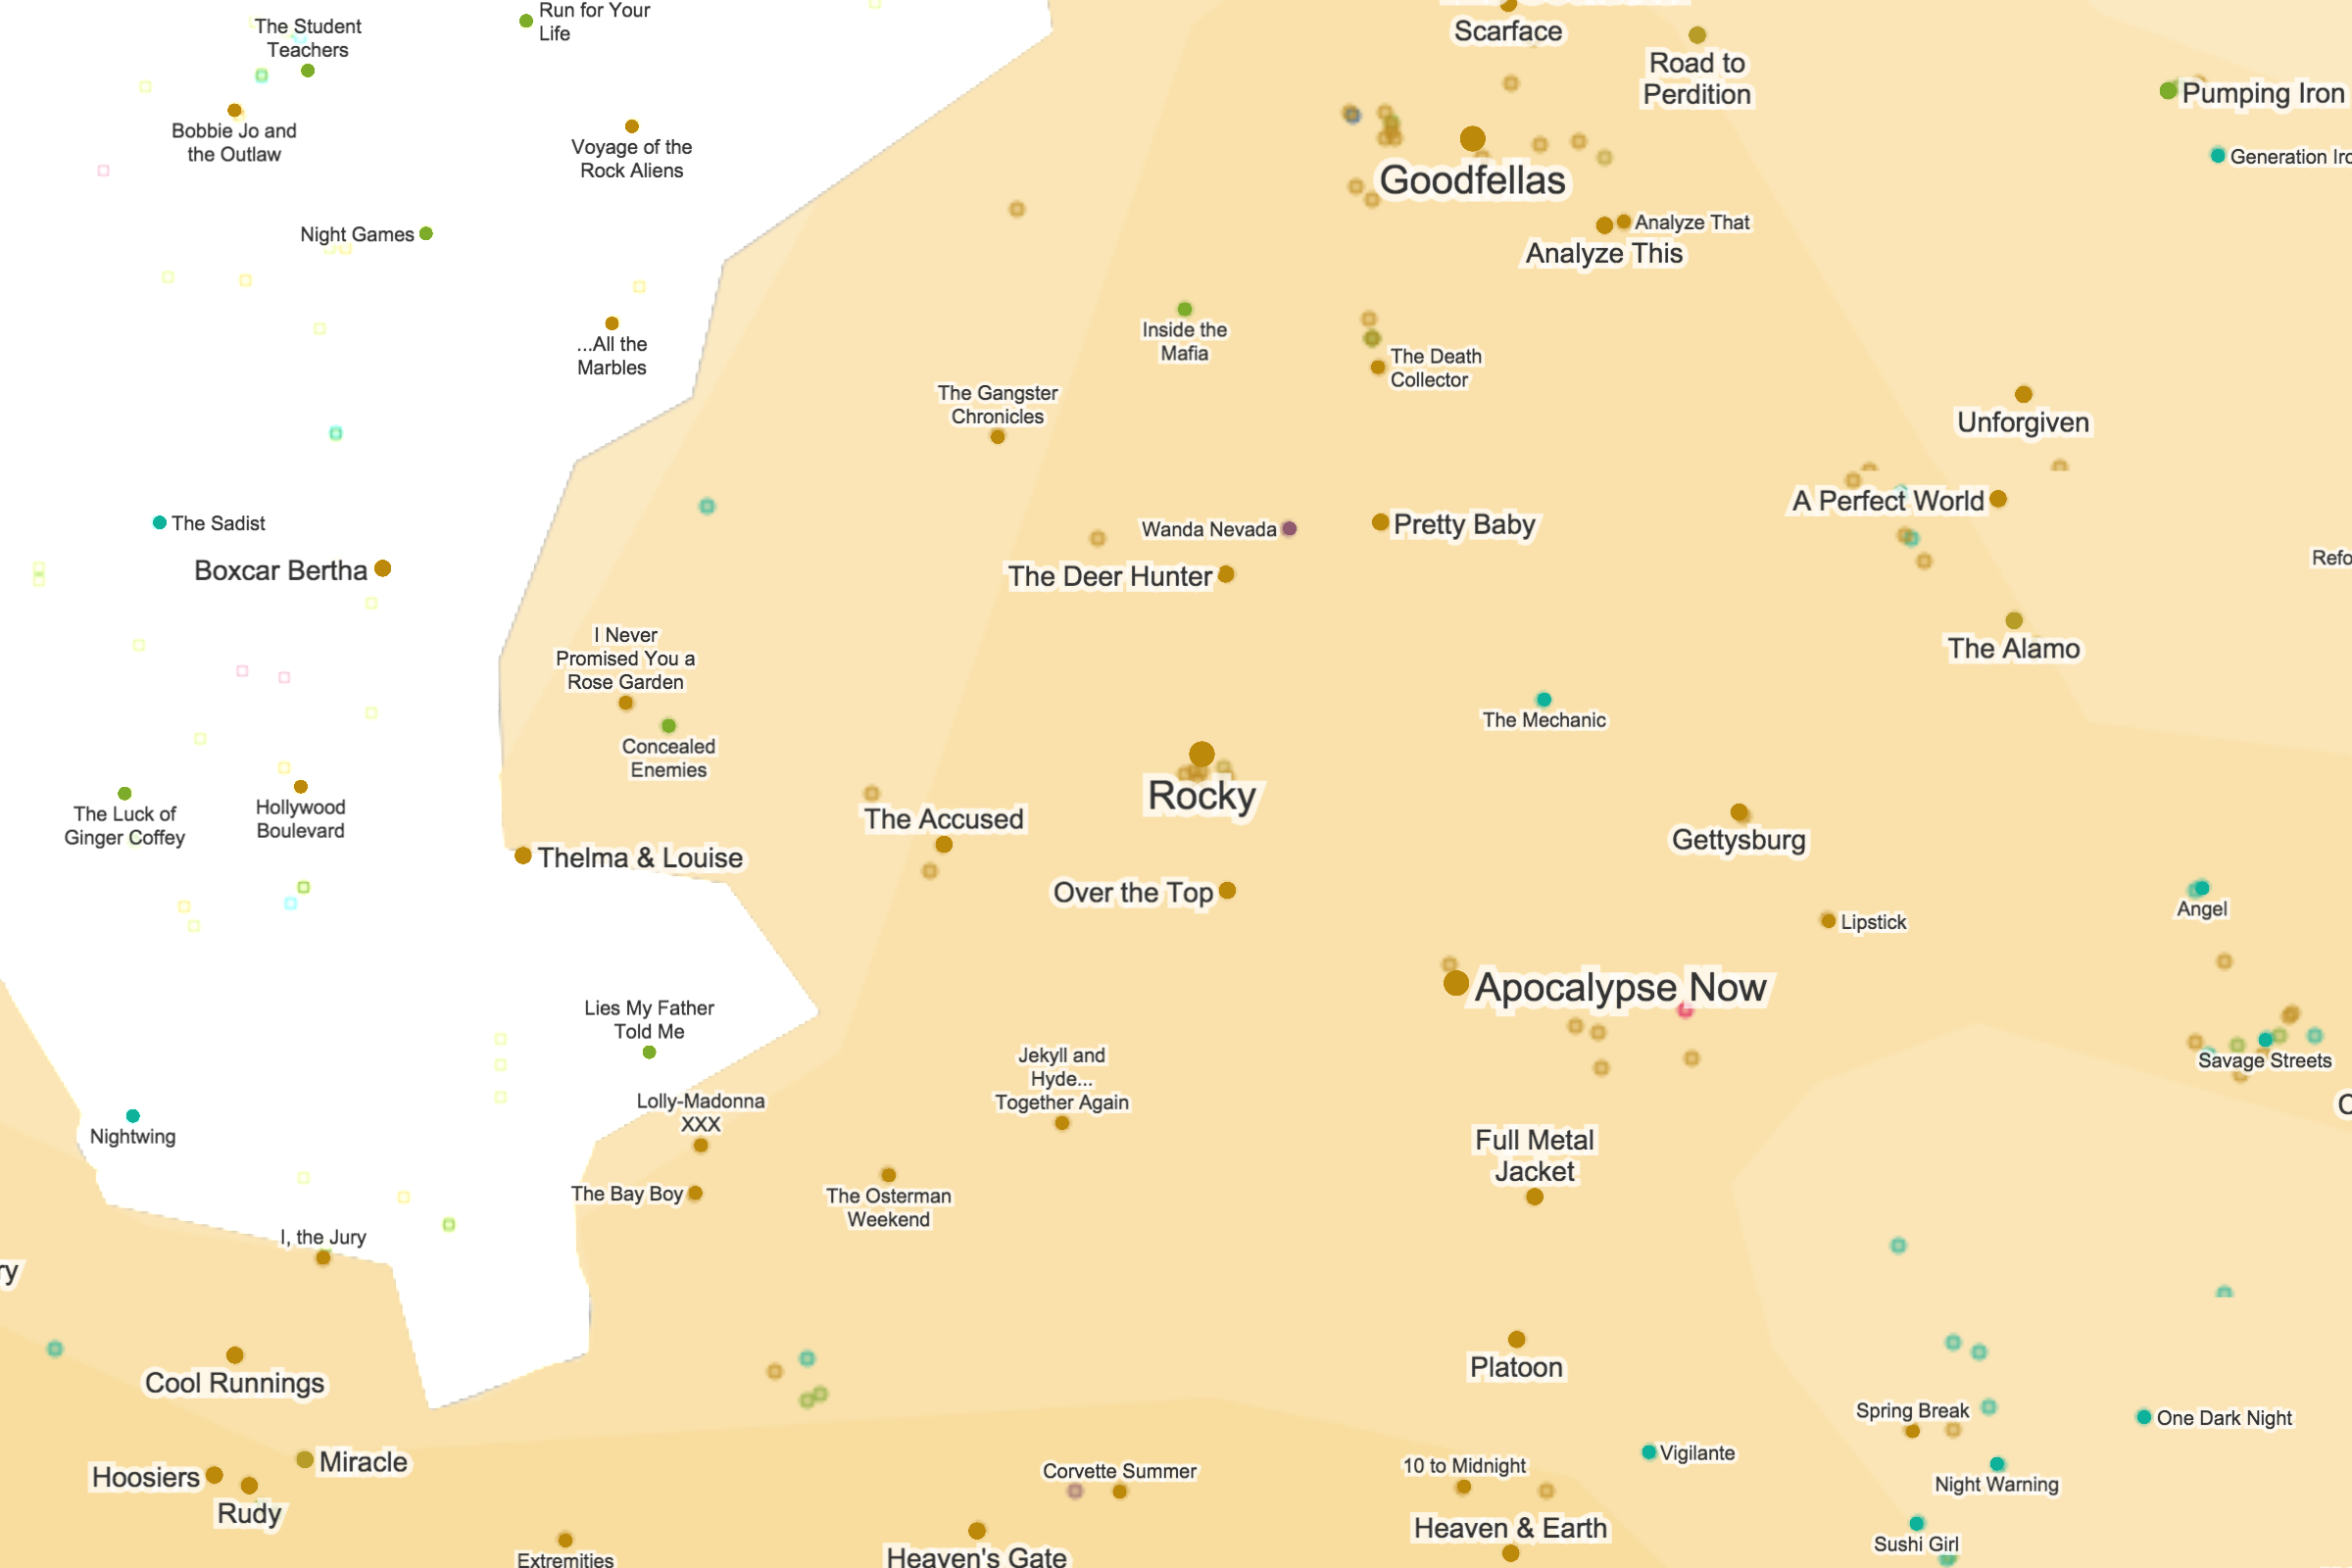 The Student
Teachers
Run for Your
Life
Scarface
Road to
Perdition
Pumping Iron
Bobbie Jo and
the Outlaw
Voyage of the
Rock Aliens
Generation
Goodfellas
Night Games
Analyze That
Analyze This
...All the
Marbles
Inside the
Mafia
The Death
Collector
The Gangster
Chronicles
Unforgiven
A Perfect World
The Sadist
Wanda Nevada
Pretty Baby
Boxcar Bertha
The Deer Hunter
Refo
I Never
Promised You a
Rose Garden
The Alamo
The Mechanic
Concealed
Enemies
Rocky
The Luck of
Ginger Coffey
Hollywood
Boulevard
The Accused
Gettysburg
Thelma & Louise
Over the Top
Angel
Lipstick
Apocalypse Now
Lies My Father
Told Me
Jekyll and
Hyde...
Together Again
Savage Streets
Lolly-Madonna
XXX
Nightwing
Full Metal
Jacket
The Bay Boy
The Osterman
Weekend
I, the Jury
ry
Cool Runnings
Platoon
Spring Break
One Dark Night
Miracle
Hoosiers
Rudy
Corvette Summer
10 to Midnight
Vigilante
Night Warning
Heaven & Earth
Sushi Girl
Extremities
Heaven's Gate